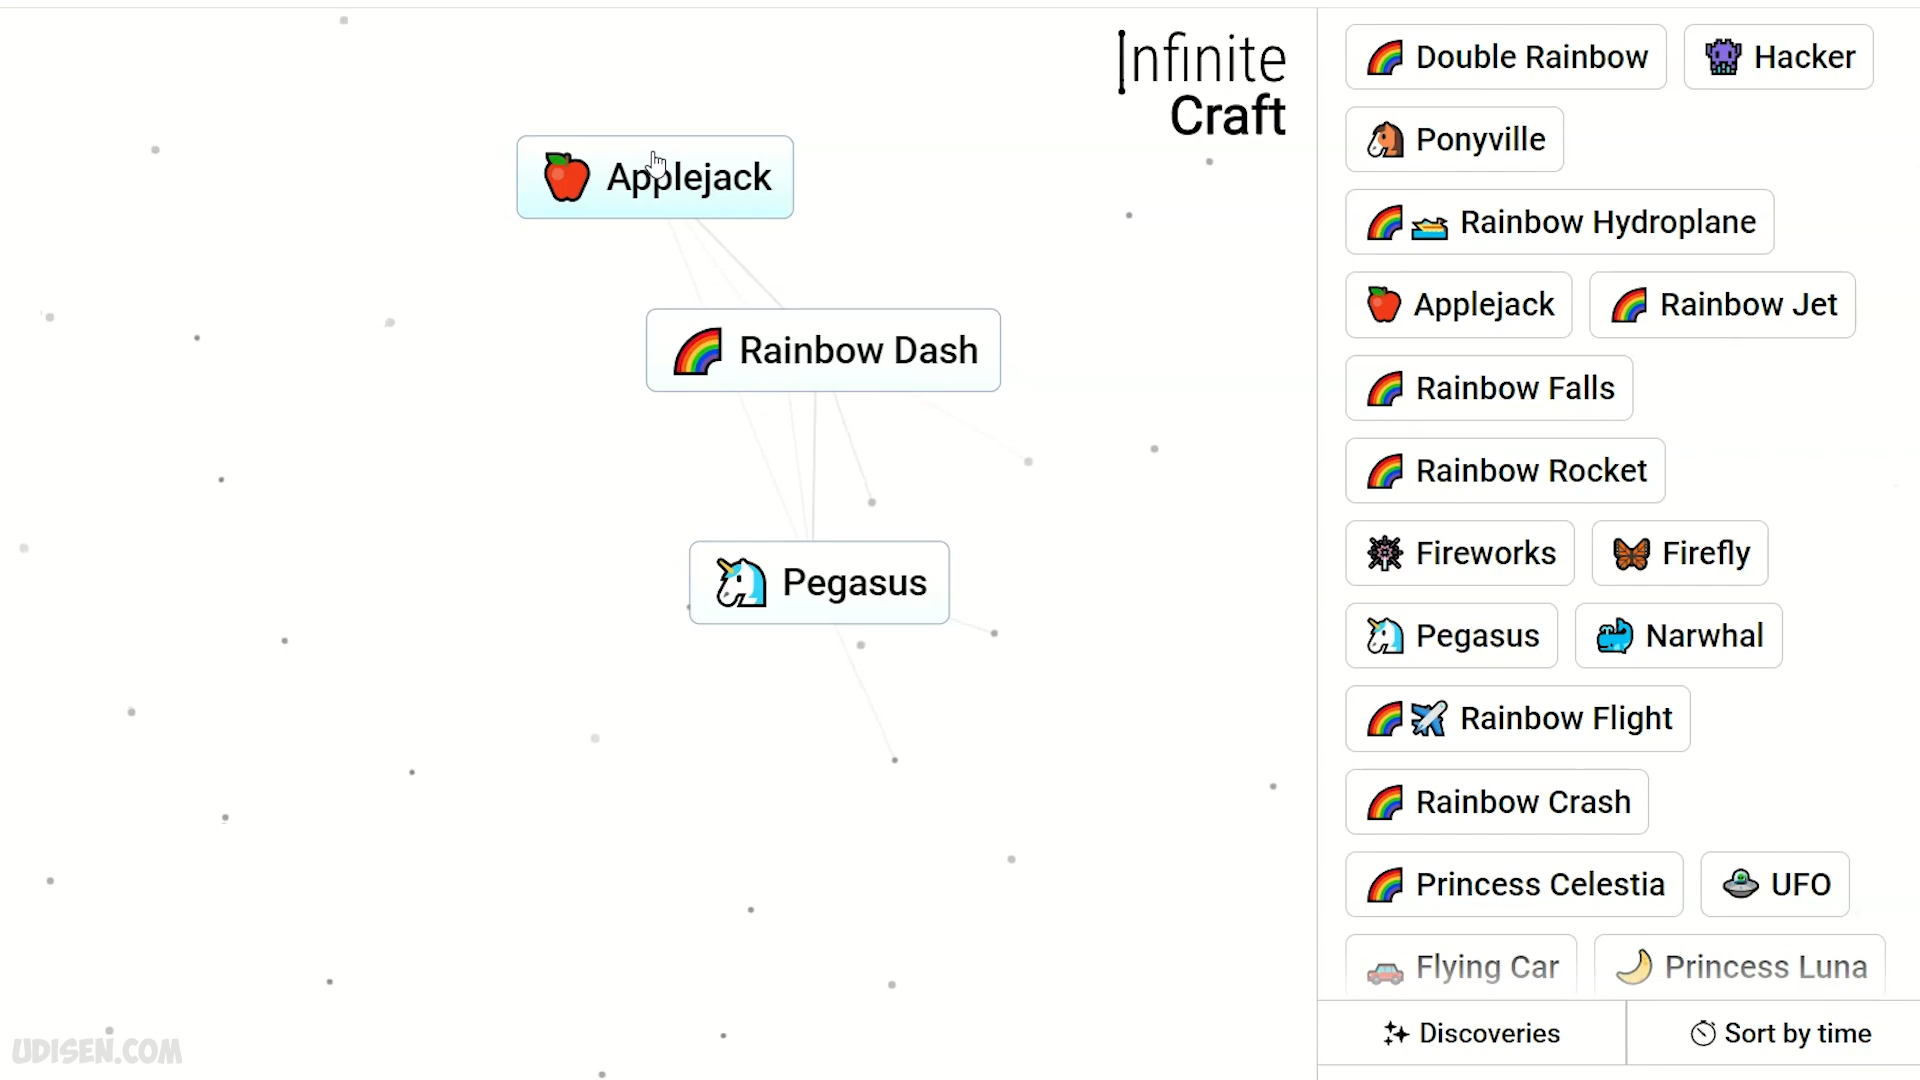 Infinite
Craft
Applejack
Rainbow Dash
Pegasus
Double Rainbow
Hacker
Ponyville
Rainbow Hydroplane
Applejack
Rainbow Jet
Rainbow Falls
Rainbow Rocket
Fireworks
Firefly
Pegasus
Narwhal
Rainbow Flight
Rainbow Crash
Princess Celestia
UFO
Flying Car
Princess Luna
Discoveries
Sort by time
UDISEN.COM